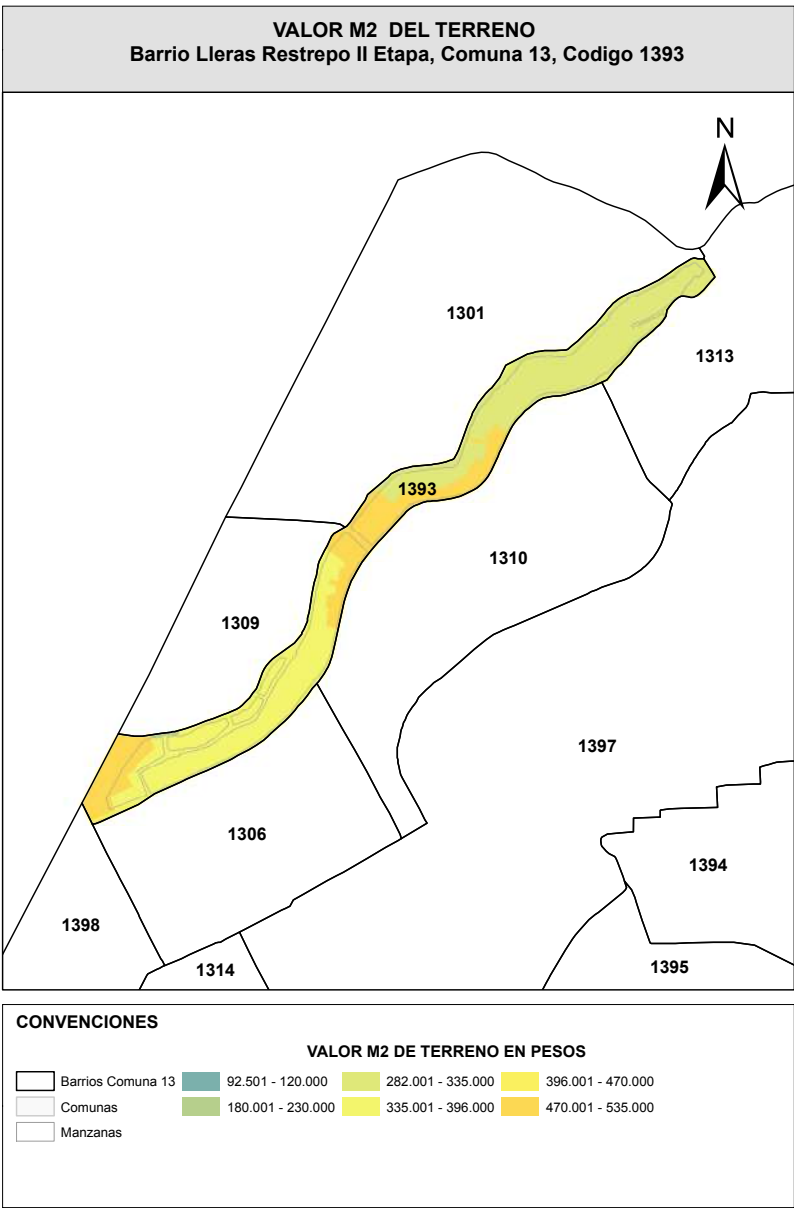 VALOR M2 DEL TERRENO
Barrio Lleras Restrepo II Etapa, Comuna 13, Codigo 1393
N
1301
1313
1393
1310
1309
1397
1306
1394
1398
1314
1395
CONVENCIONES
VALOR M2 DE TERRENO EN PESOS
Barrios Comuna 13 92.501 - 120.000 282.001 - 335.000 396.001 - 470.000
Comunas 180.001 - 230.000 335.001 - 396.000 470.001 - 535.000
Manzanas